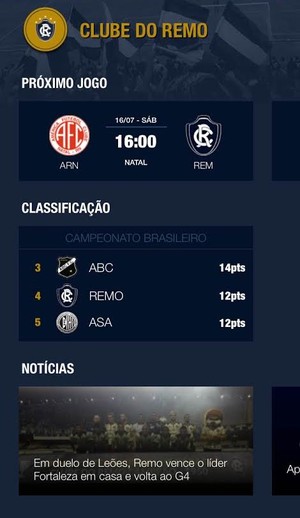 CLUBE DO REMO
PRÓXIMO JOGO
16/07 - SÁB
16:00
NATAL
ARN
REM
CLASSIFICAÇÃO
CAMPEONATO BRASILEIRO
3 ABC 14pts
4 REMO 12pts
5 ASA 12pts
NOTÍCIAS
Em duelo de Leões, Remo vence o líder
Fortaleza em casa e volta ao G4
Ap